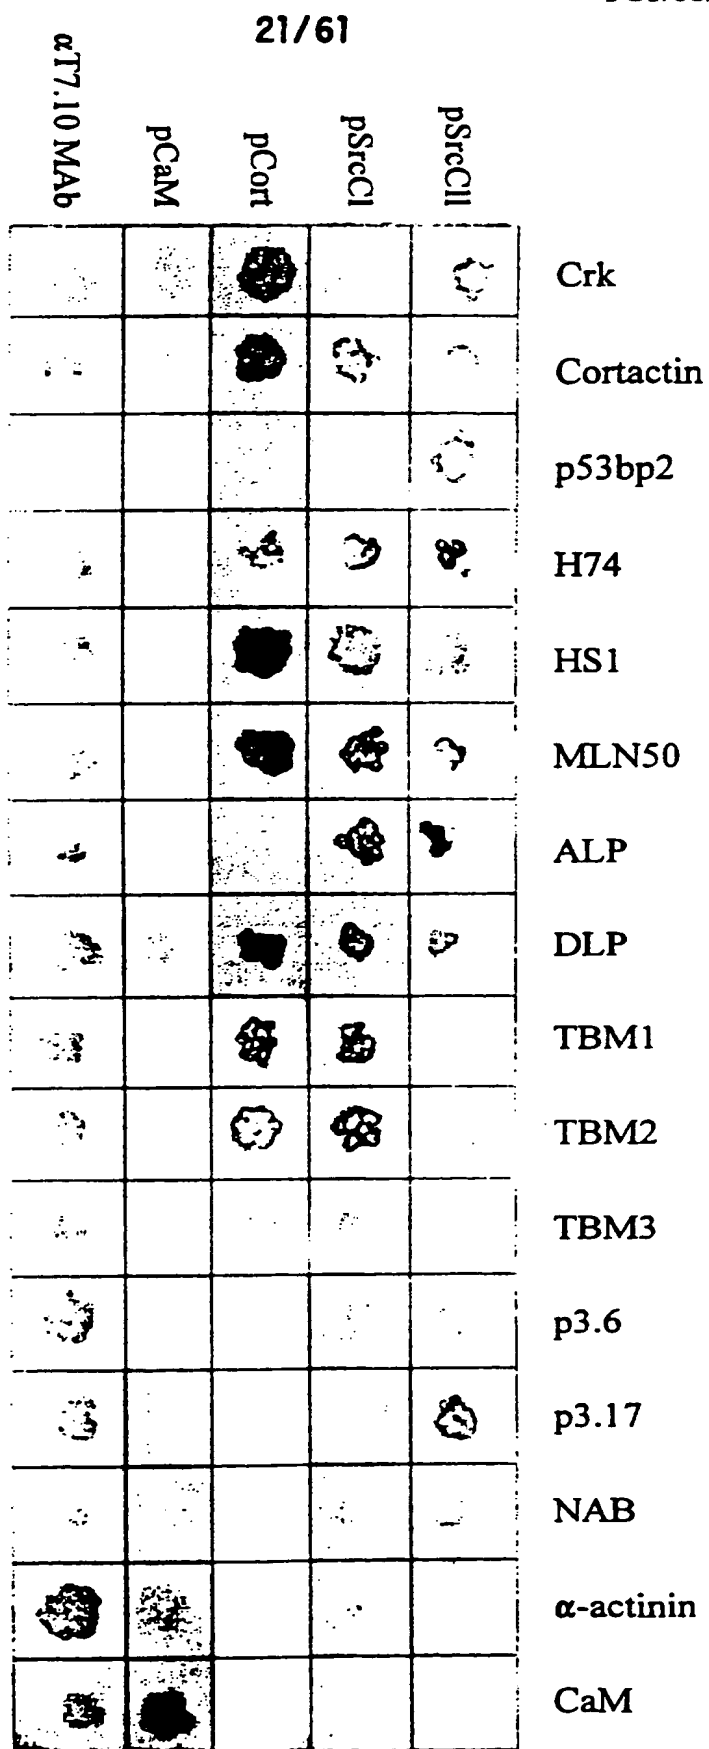 21/61
αT7.10 MAb
pCaM
pCort
pSrcCI
pSrcCII
Crk
Cortactin
p53bp2
H74
HS1
MLN50
ALP
DLP
TBM1
TBM2
TBM3
p3.6
p3.17
NAB
α-actinin
CaM